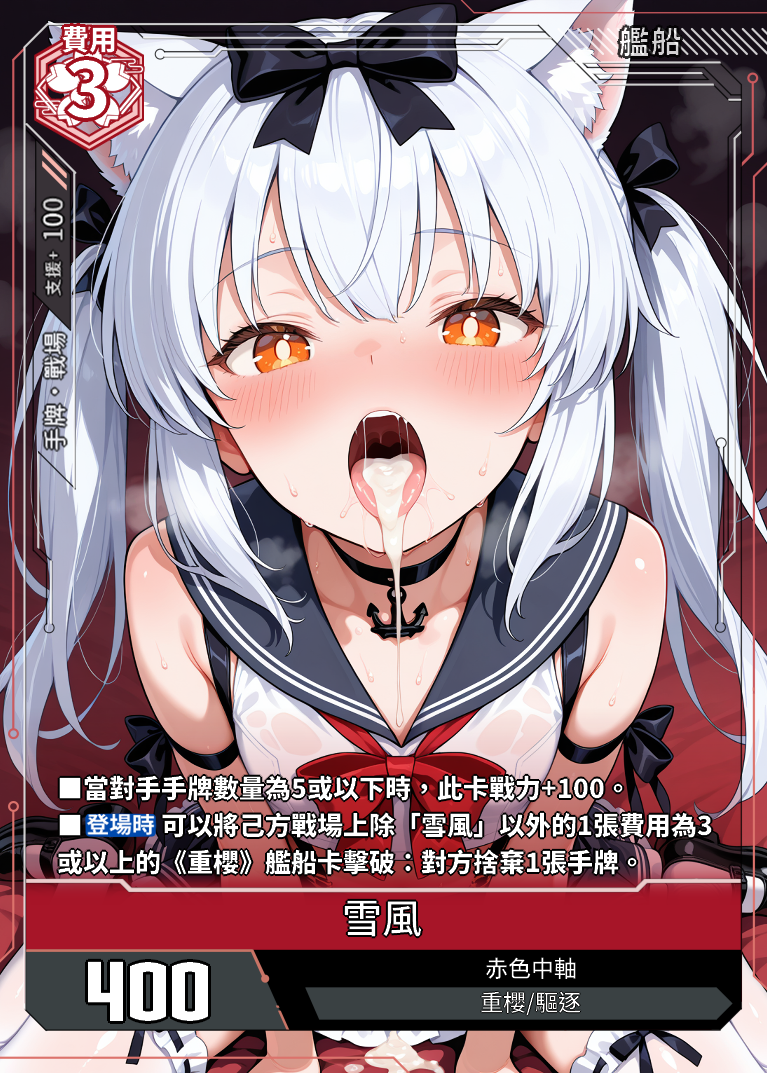 費用
3
艦船
支援+ 100
手牌・戰場
■當對手手牌數量為5或以下時，此卡戰力+100。
■登場時 可以將己方戰場上除「雪風」以外的1張費用為3
或以上的《重櫻》艦船卡擊破：對方捨棄1張手牌。
雪風
400
赤色中軸
重櫻/驅逐